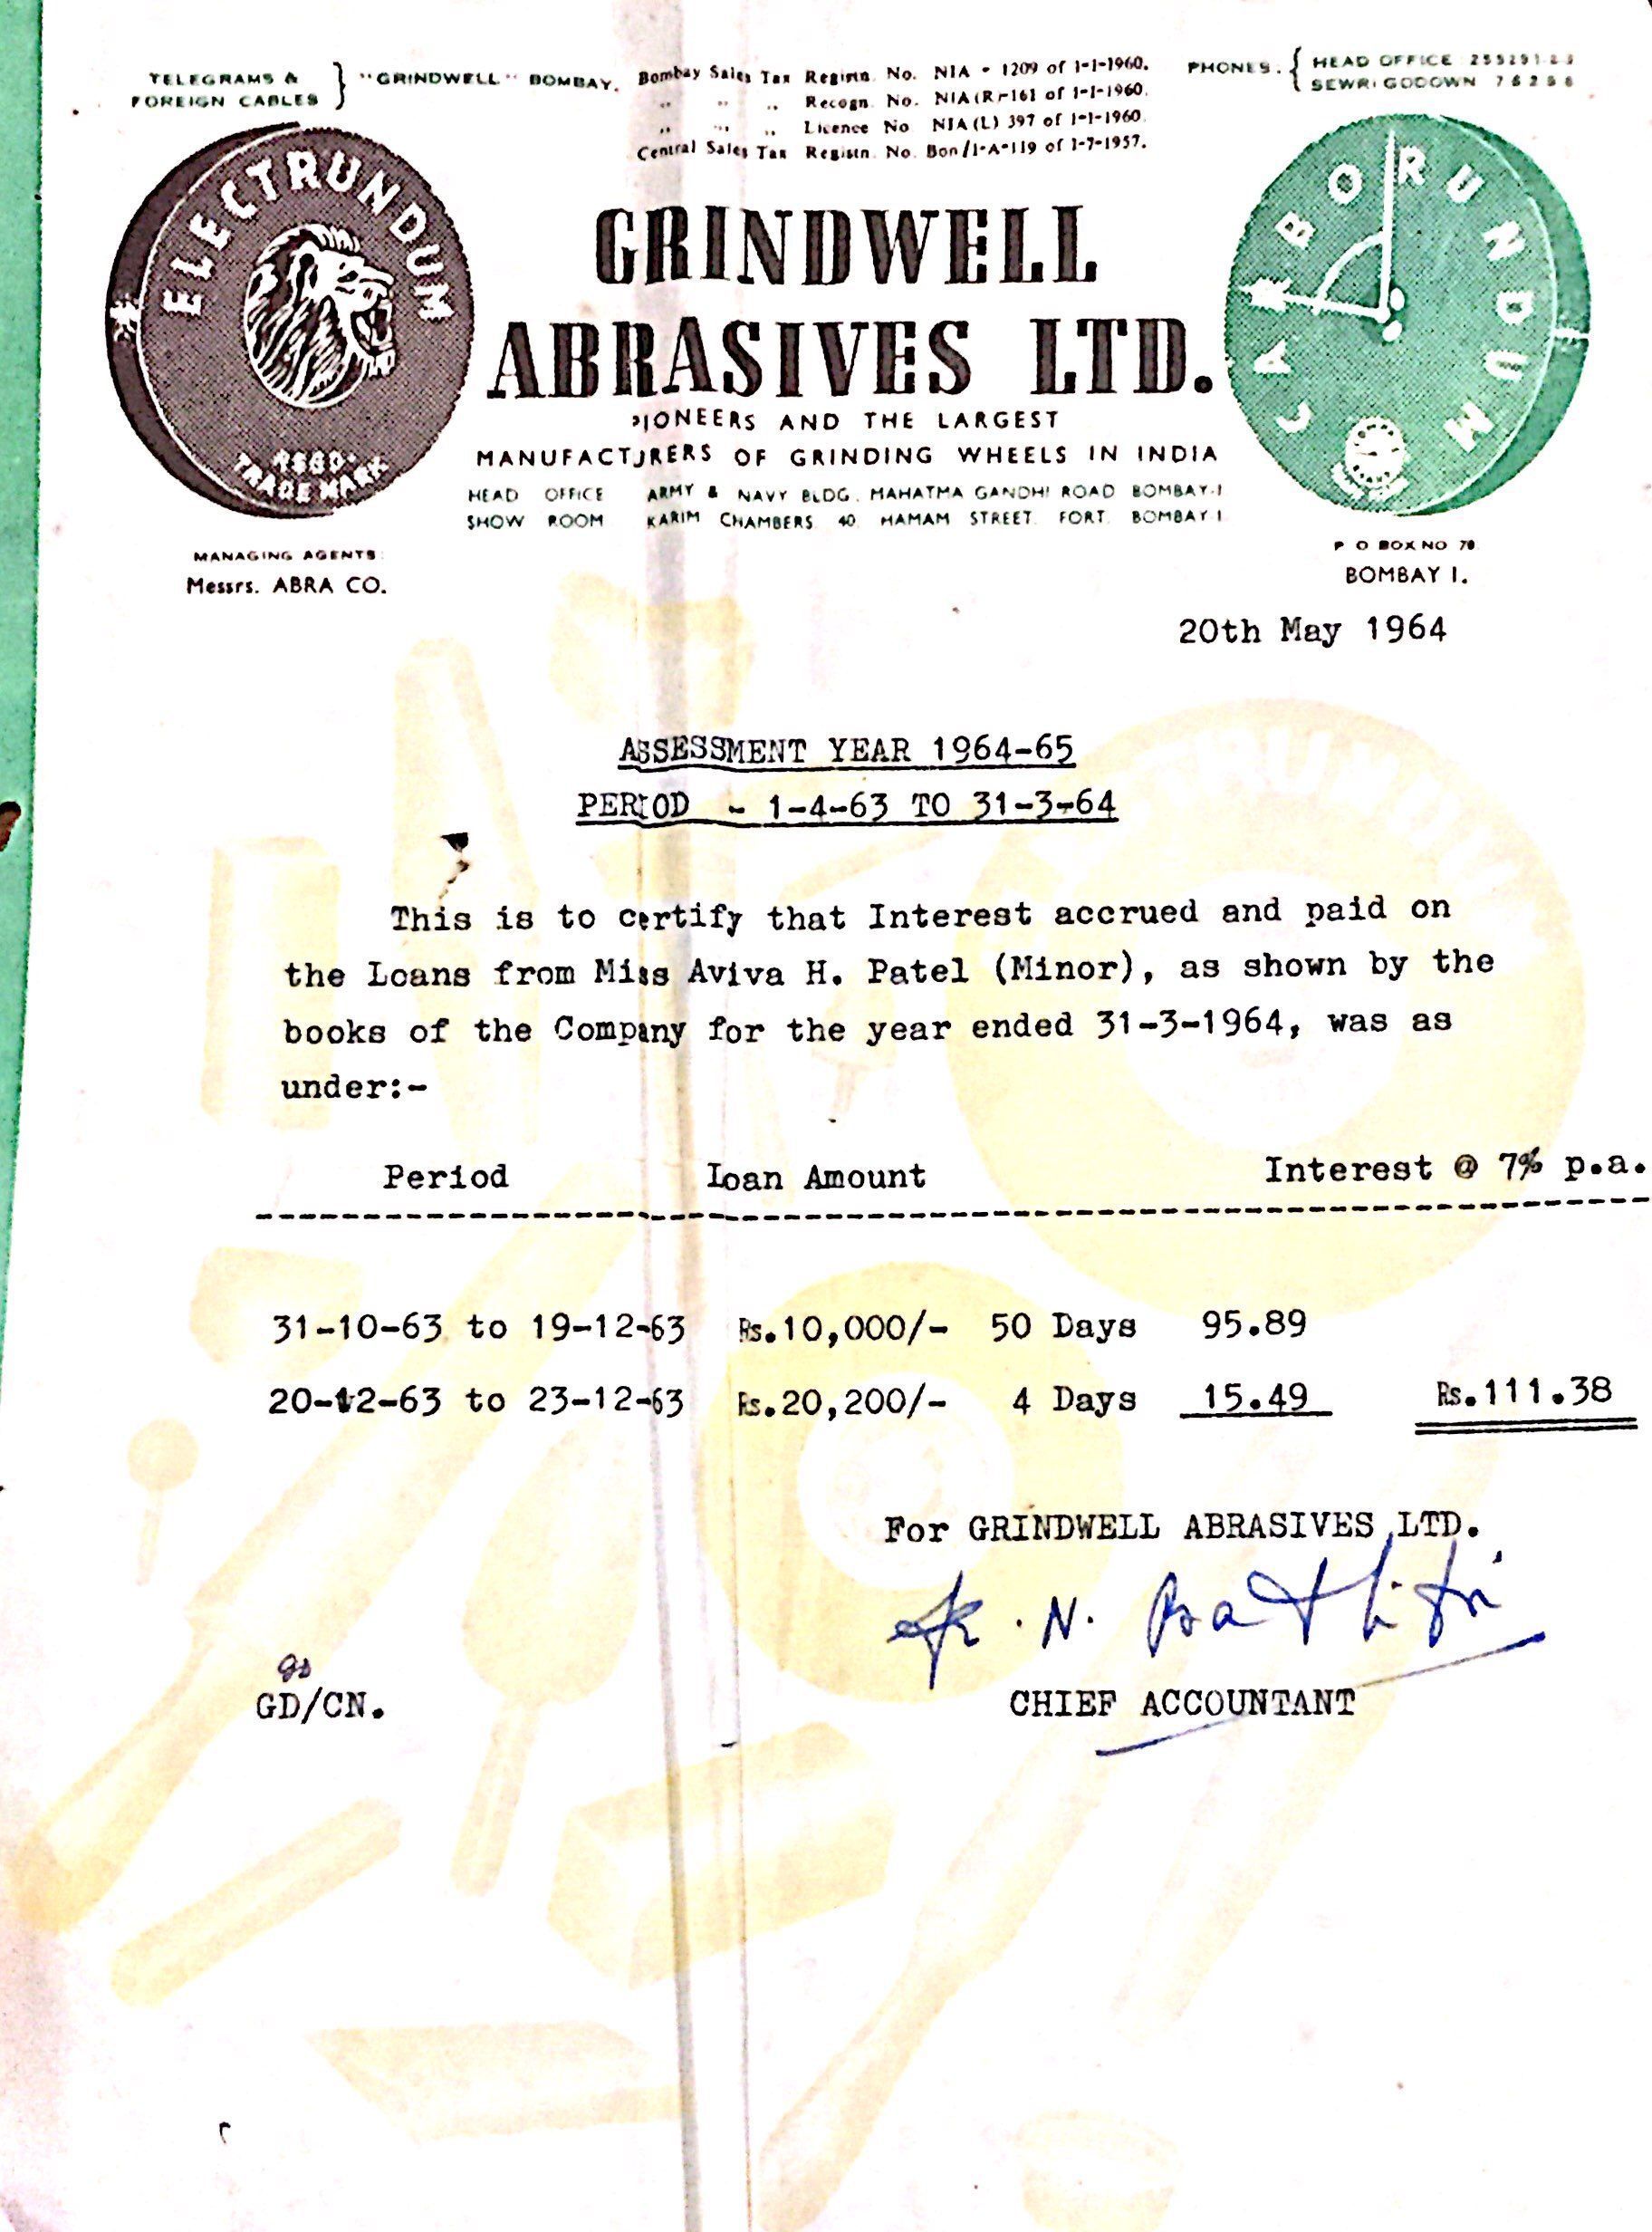 TELEGRAMS & FOREIGN CABLES } "GRINDWELL" BOMBAY.
Bombay Sales Tax Registn. No. NIA - 1209 of 1-1-1960.
" " " Recogn. No. NIA(R)-161 of 1-1-1960.
" " " Licence No NIA(L) 397 of 1-1-1960.
Central Sales Tax Registn. No. Bon/1-A-119 of 1-7-1957.
PHONES. { HEAD OFFICE
SEWRI GODOWN
ELECTRUNDUM
REGD.
TRADE MARK
GRINDWELL
ABRASIVES LTD.
PIONEERS AND THE LARGEST
MANUFACTURERS OF GRINDING WHEELS IN INDIA
HEAD OFFICE ARMY & NAVY BLDG. MAHATMA GANDHI ROAD BOMBAY-1
SHOW ROOM KARIM CHAMBERS 40 HAMAM STREET FORT BOMBAY 1
CARBORUNDUM
MANAGING AGENTS:
Messrs. ABRA CO.
P O BOX NO 70
BOMBAY 1.
20th May 1964
ASSESSMENT YEAR 1964-65
PERIOD - 1-4-63 TO 31-3-64
This is to certify that Interest accrued and paid on
the Loans from Miss Aviva H. Patel (Minor), as shown by the
books of the Company for the year ended 31-3-1964, was as
under:-
Period Loan Amount Interest @ 7% p.a.
31-10-63 to 19-12-63 Rs.10,000/- 50 Days 95.89
20-12-63 to 23-12-63 Rs.20,200/- 4 Days 15.49 Rs.111.38
For GRINDWELL ABRASIVES LTD.
GD/CN.
CHIEF ACCOUNTANT